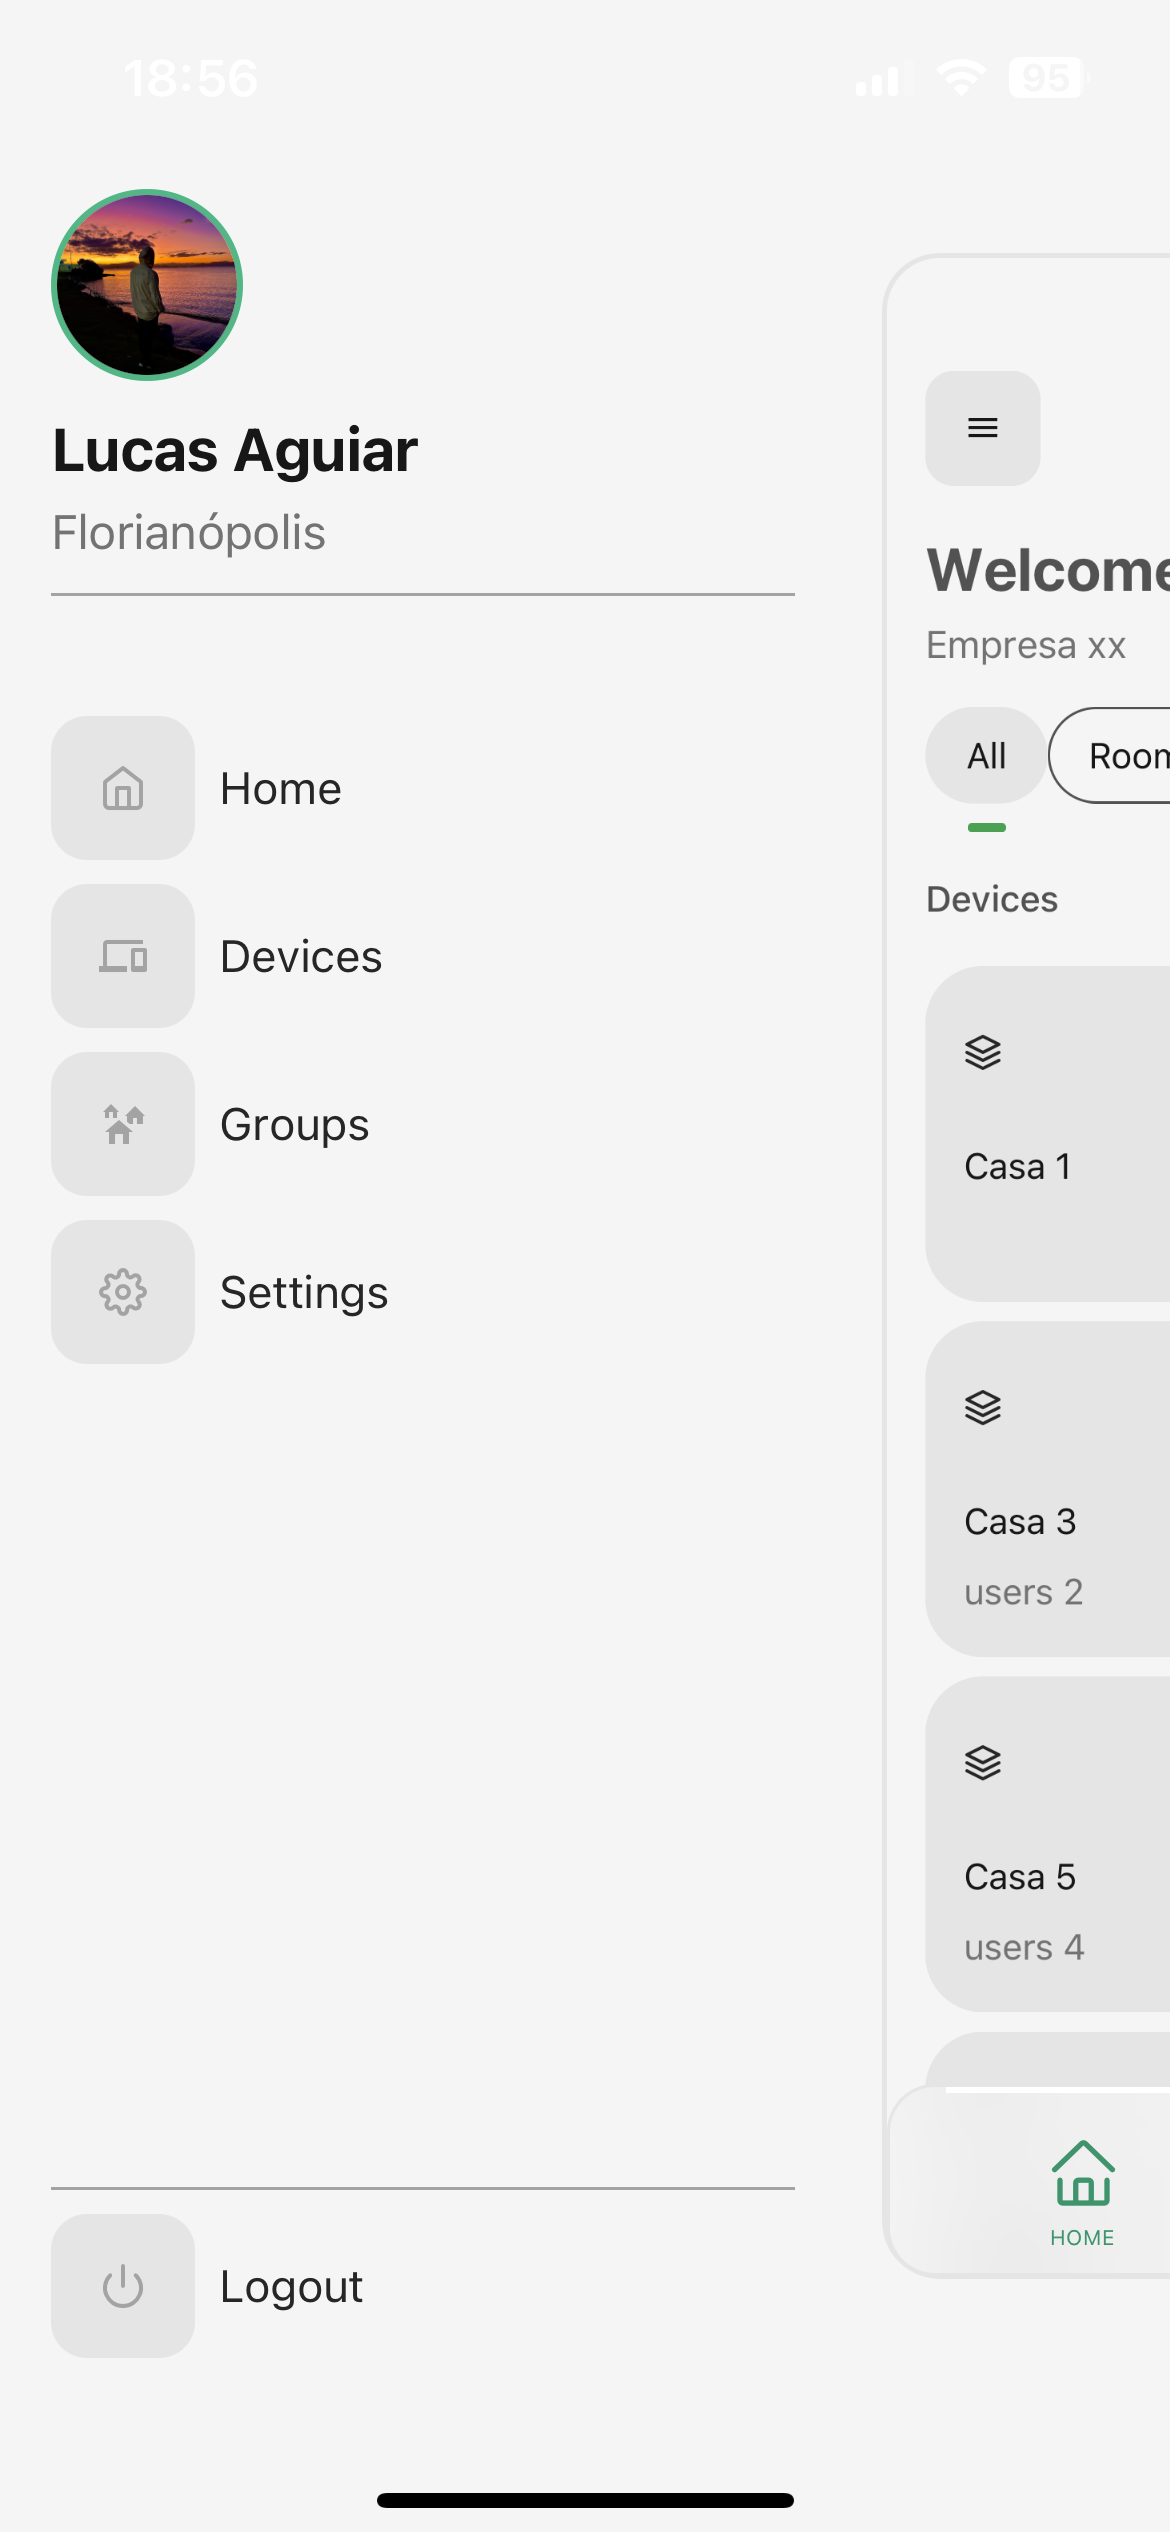 18:56
95
Lucas Aguiar
Florianópolis
Home
Devices
Groups
Settings
Logout
Welcome
Empresa xx
All
Room
Devices
Casa 1
Casa 3
users 2
Casa 5
users 4
HOME